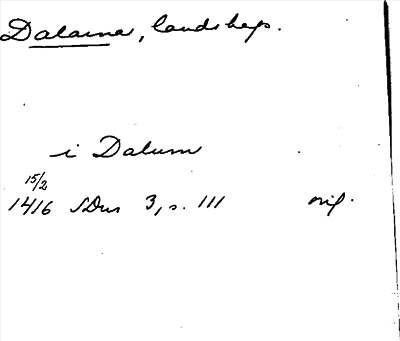 Dalarna, landskap.
i Dalum
15/2
1416 SDns 3, s. 111 orig.